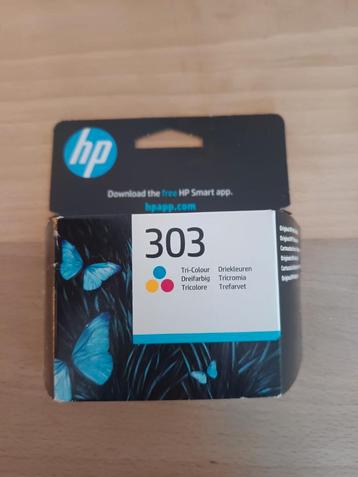 hp
Download the free HP Smart app.
hpapp.com
303
Tri-Colour Driekleuren
Dreifarbig Tricromia
Tricolore Trefarvet